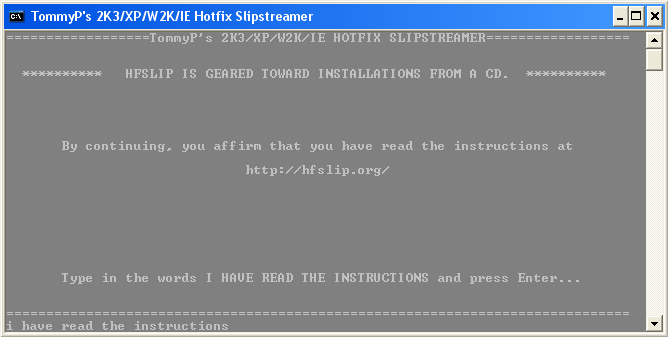 TommyP's 2K3/XP/W2K/IE Hotfix Slipstreamer
==================TommyP's 2K3/XP/W2K/IE HOTFIX SLIPSTREAMER==================
********** HFSLIP IS GEARED TOWARD INSTALLATIONS FROM A CD. **********
By continuing, you affirm that you have read the instructions at
http://hfslip.org/
Type in the words I HAVE READ THE INSTRUCTIONS and press Enter...
==============================================================================
i have read the instructions